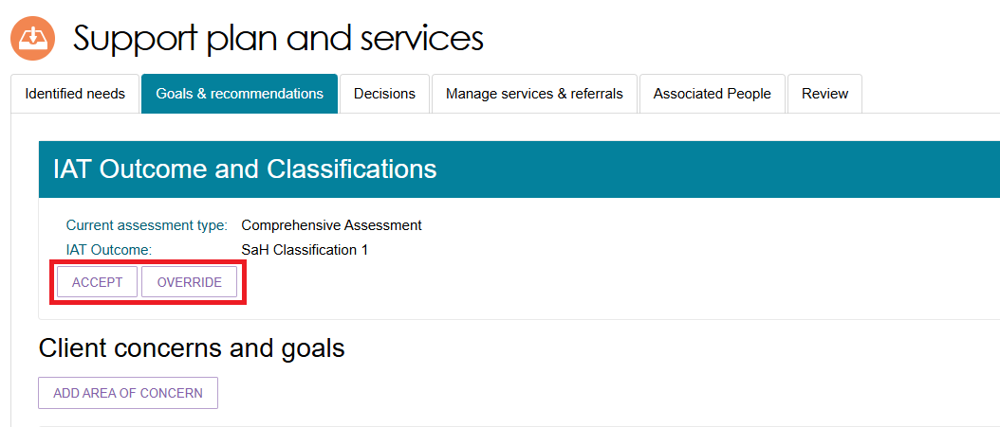 Support plan and services
Identified needs Goals & recommendations Decisions Manage services & referrals Associated People Review
IAT Outcome and Classifications
Current assessment type: Comprehensive Assessment
IAT Outcome: SaH Classification 1
ACCEPT OVERRIDE
Client concerns and goals
ADD AREA OF CONCERN